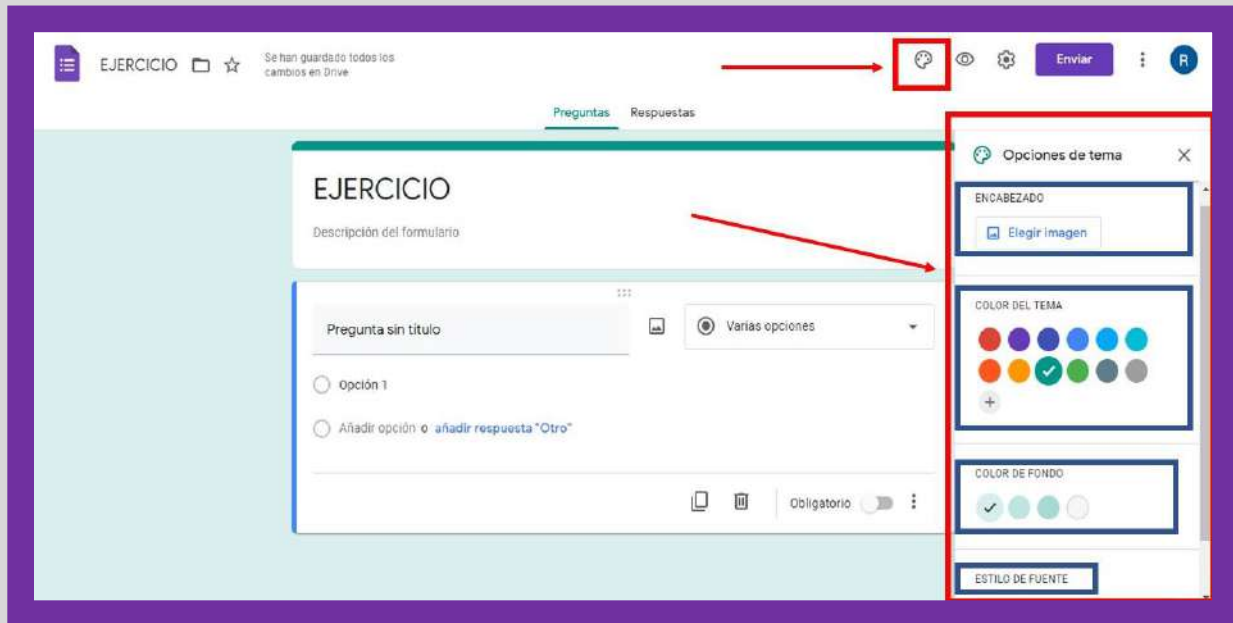 EJERCICIO
Se han guardado todos los
cambios en Drive
Enviar
R
Preguntas Respuestas
EJERCICIO
Descripción del formulario
Pregunta sin título
Varias opciones
Opción 1
Añadir opción o añadir respuesta "Otro"
Obligatorio
Opciones de tema
ENCABEZADO
Elegir imagen
COLOR DEL TEMA
COLOR DE FONDO
ESTILO DE FUENTE